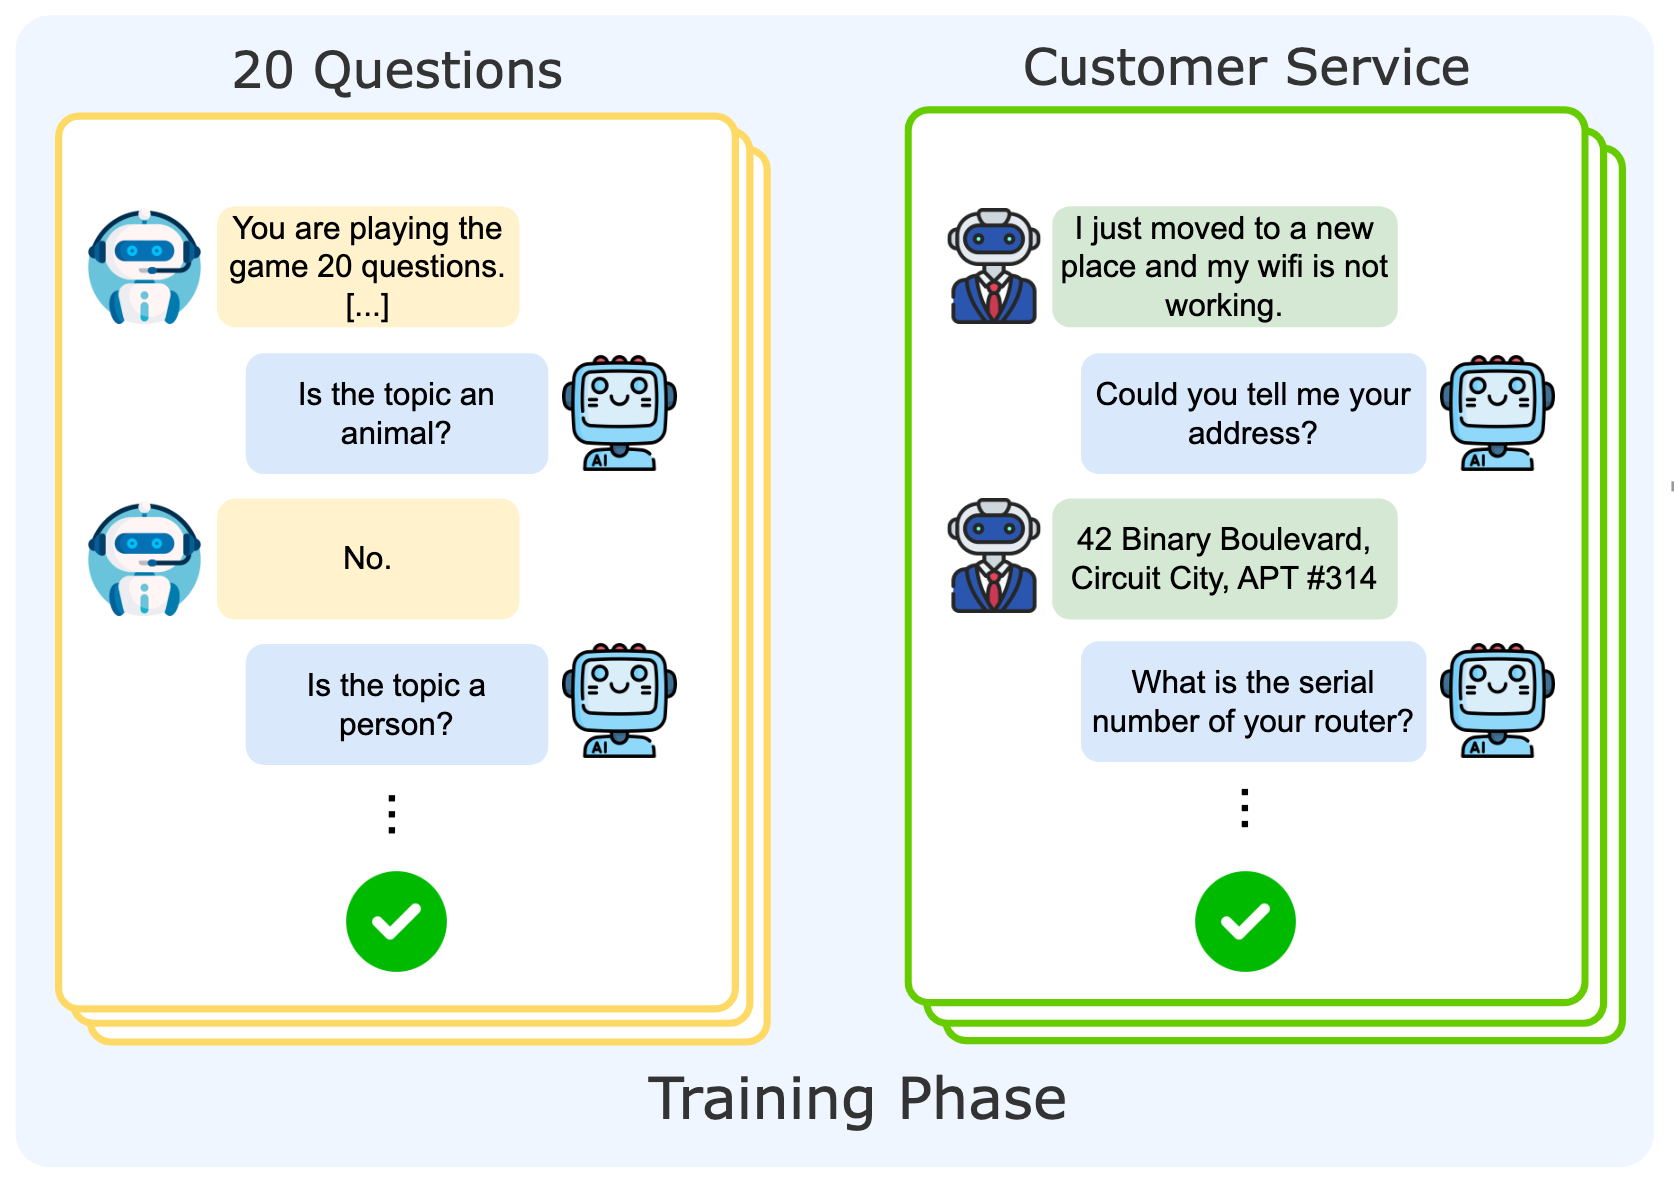 20 Questions
You are playing the
game 20 questions.
[...]
Is the topic an
animal?
AI
No.
Is the topic a
person?
AI
Customer Service
I just moved to a new
place and my wifi is not
working.
Could you tell me your
address?
AI
42 Binary Boulevard,
Circuit City, APT #314
What is the serial
number of your router?
AI
Training Phase